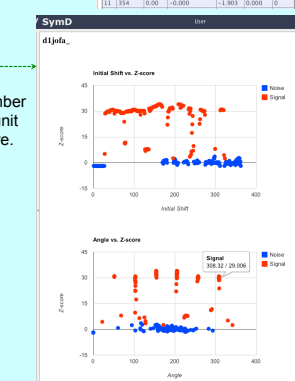 11 354 0.00 -0.000 -1.903 0.000 0
SymD User
d1jofa_
nber
unit
re.
Initial Shift vs. Z-score
45
30
15
0
-15
Z-score
0 100 200 300 400
Initial Shift
Noise
Signal
Angle vs. Z-score
45
30
15
0
-15
Z-score
0 100 200 300 400
Angle
Signal
308.32 / 29.006
Noise
Signal